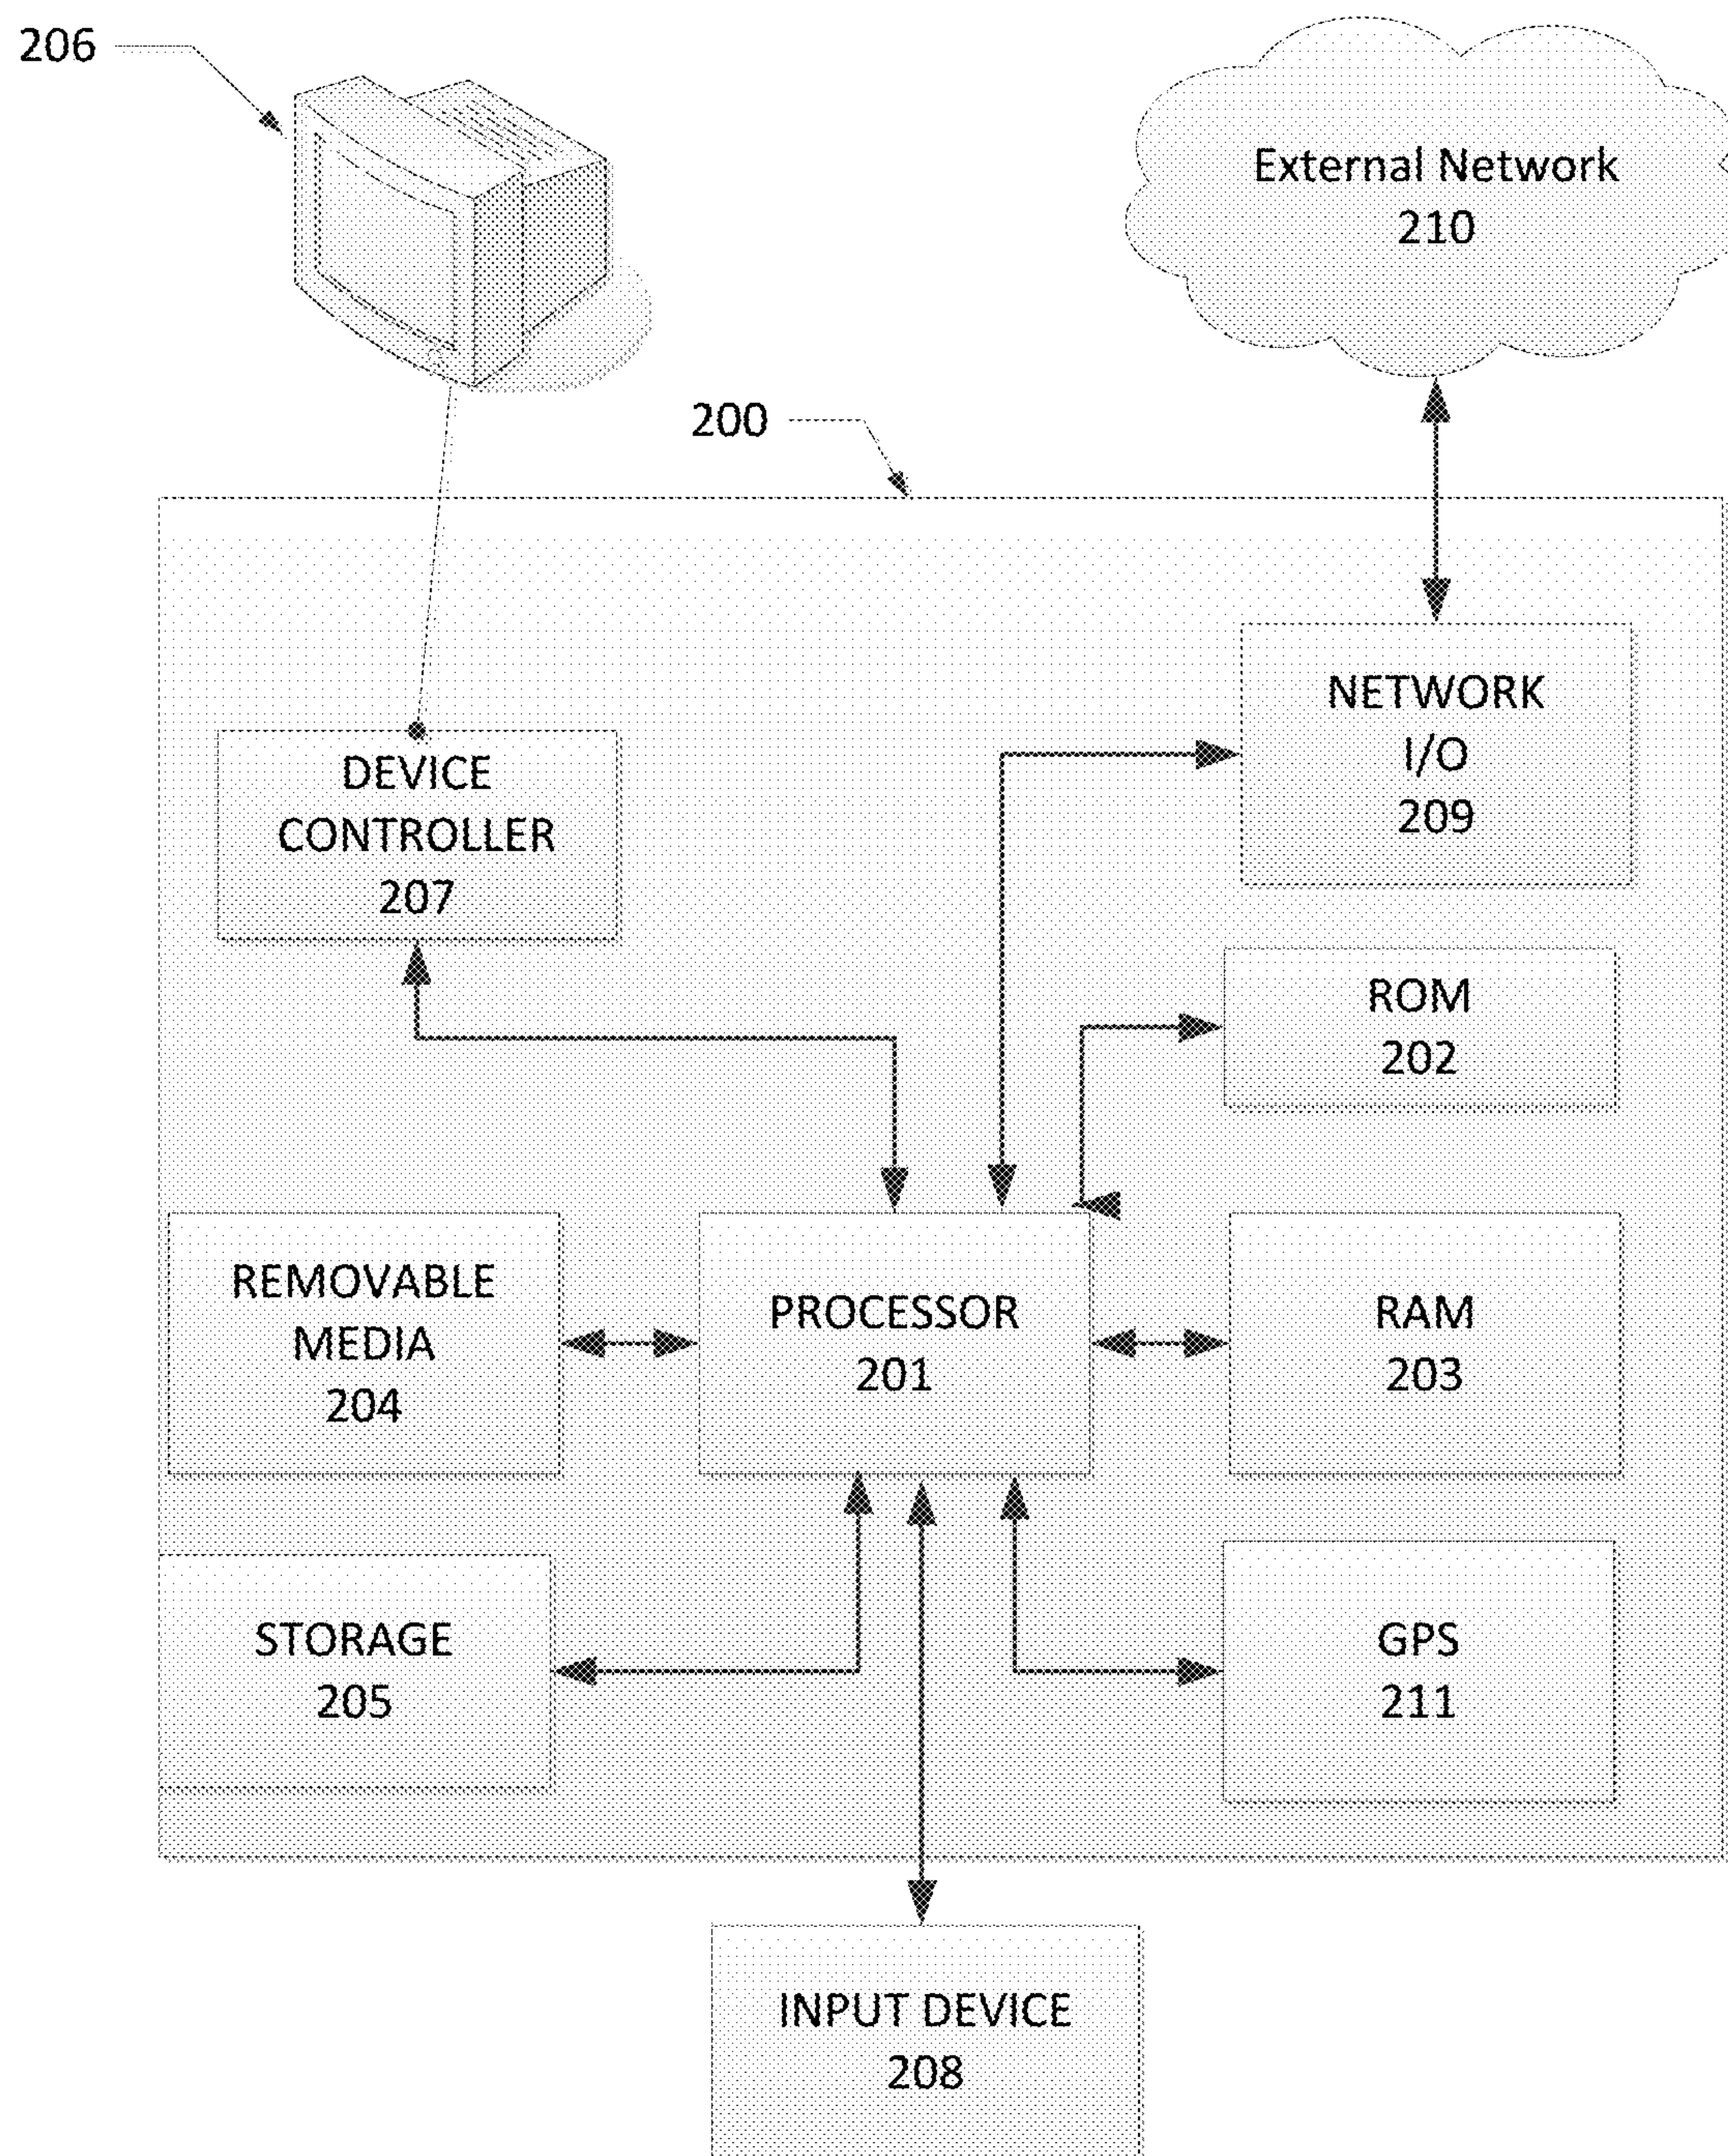 206
External Network
210
200
NETWORK
I/O
209
DEVICE
CONTROLLER
207
ROM
202
REMOVABLE
MEDIA
204
PROCESSOR
201
RAM
203
STORAGE
205
GPS
211
INPUT DEVICE
208